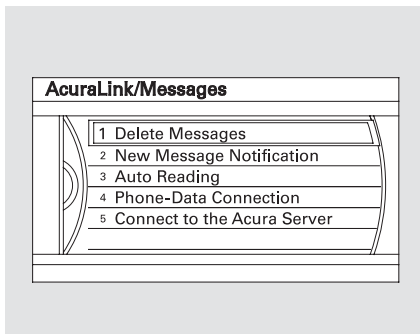 AcuraLink/Messages
1 Delete Messages
2 New Message Notification
3 Auto Reading
4 Phone-Data Connection
5 Connect to the Acura Server